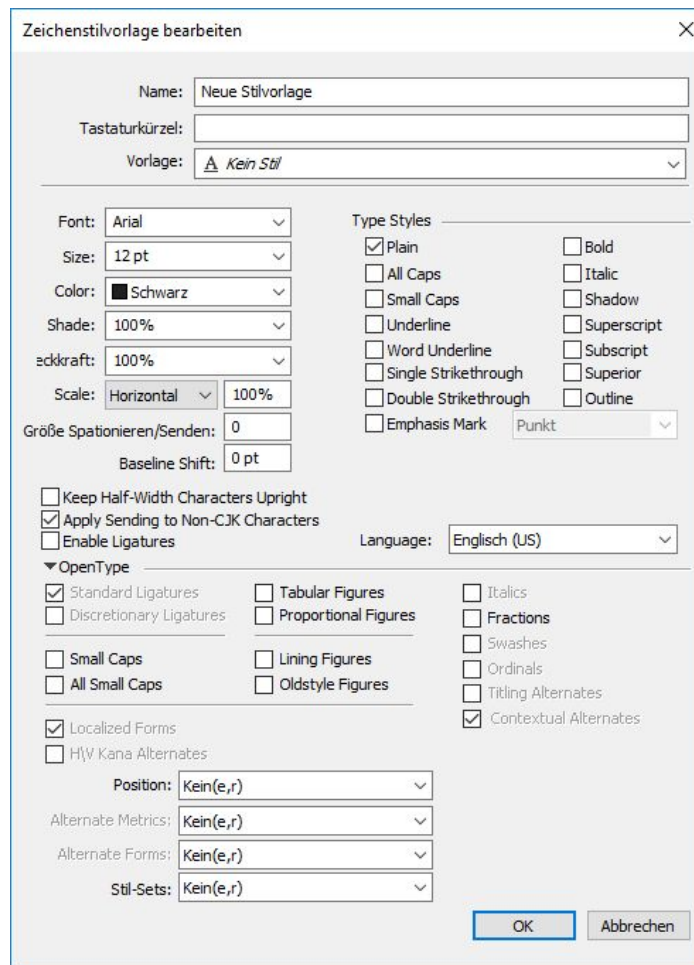 Zeichenstilvorlage bearbeiten
Name: Neue Stilvorlage
Tastaturkürzel:
Vorlage: A Kein Stil
Font: Arial
Size: 12 pt
Color: Schwarz
Shade: 100%
eckkraft: 100%
Scale: Horizontal 100%
Größe Spationieren/Senden: 0
Baseline Shift: 0 pt
Type Styles
Plain Bold
All Caps Italic
Small Caps Shadow
Underline Superscript
Word Underline Subscript
Single Strikethrough Superior
Double Strikethrough Outline
Emphasis Mark Punkt
Keep Half-Width Characters Upright
Apply Sending to Non-CJK Characters
Enable Ligatures
Language: Englisch (US)
OpenType
Standard Ligatures Tabular Figures Italics
Discretionary Ligatures Proportional Figures Fractions
Swashes
Small Caps Lining Figures Ordinals
All Small Caps Oldstyle Figures Titling Alternates
Localized Forms Contextual Alternates
H\V Kana Alternates
Position: Kein(e,r)
Alternate Metrics: Kein(e,r)
Alternate Forms: Kein(e,r)
Stil-Sets: Kein(e,r)
OK Abbrechen